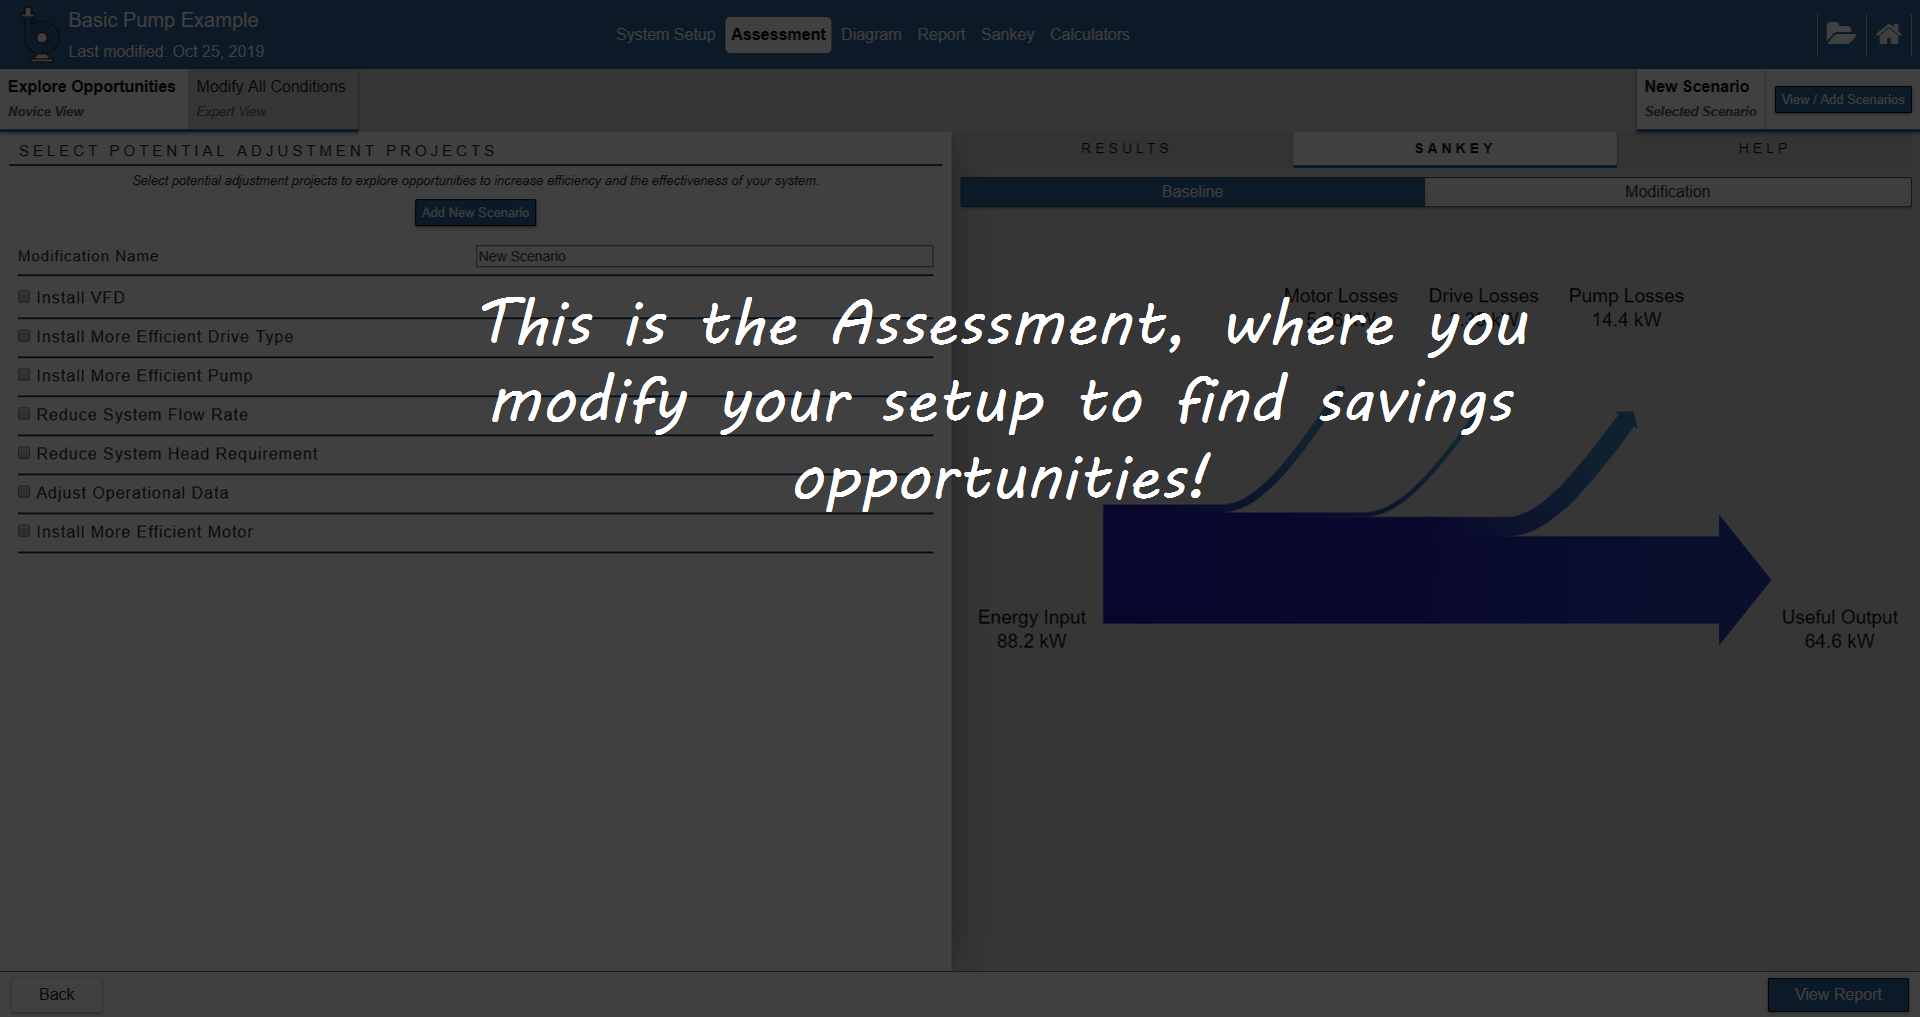 Basic Pump Example
Last modified: Oct 25, 2019
System Setup Assessment Diagram Report Sankey Calculators
Explore Opportunities
Novice View
Modify All Conditions
Expert View
New Scenario
Selected Scenario
View / Add Scenarios
SELECT POTENTIAL ADJUSTMENT PROJECTS
Select potential adjustment projects to explore opportunities to increase efficiency and the effectiveness of your system.
Add New Scenario
Modification Name
New Scenario
Install VFD
Install More Efficient Drive Type
Install More Efficient Pump
Reduce System Flow Rate
Reduce System Head Requirement
Adjust Operational Data
Install More Efficient Motor
RESULTS SANKEY HELP
Baseline Modification
Motor Losses
Drive Losses
Pump Losses
14.4 kW
This is the Assessment, where you
modify your setup to find savings
opportunities!
Energy Input
88.2 kW
Useful Output
64.6 kW
Back
View Report